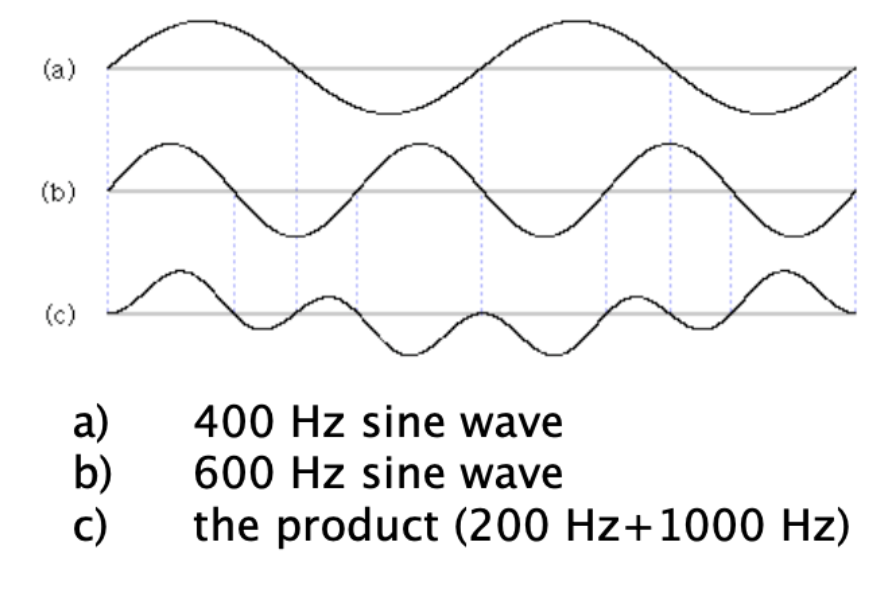 (a)
(b)
(c)
a) 400 Hz sine wave
b) 600 Hz sine wave
c) the product (200 Hz+1000 Hz)